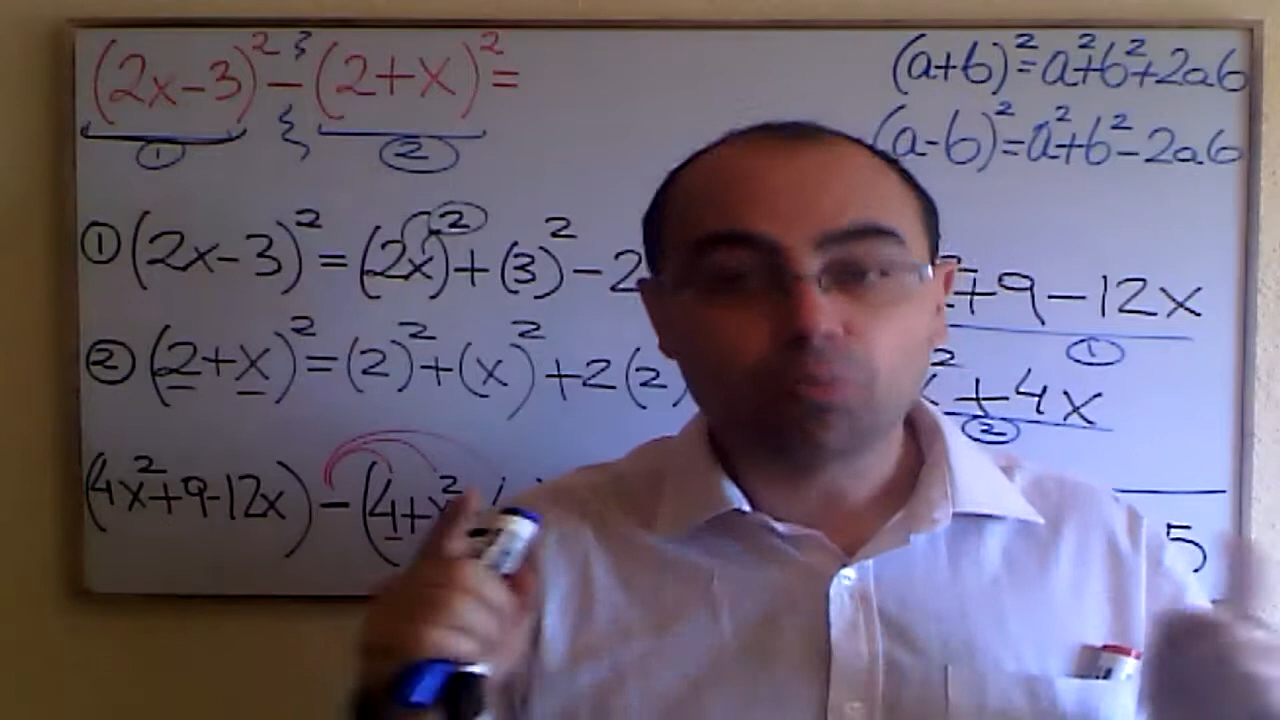 (2x-3)² - (2+x)² =
① ②
(a+b)² = a²+b²+2ab
(a-b)² = a²+b²-2ab
① (2x-3)² = (2x)² + (3)² - 2 + 9 - 12x
①
② (2+x)² = (2)² + (x)² + 2(2) x² + 4x
②
(4x²+9-12x) - (4+x² 5